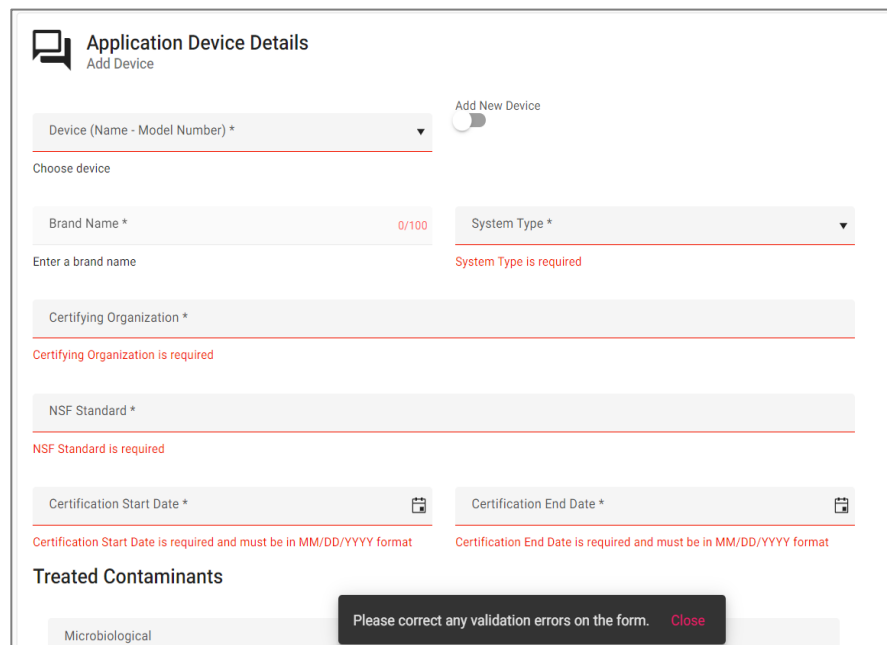 Application Device Details
Add Device
Add New Device
Device (Name - Model Number) *
Choose device
Brand Name *
0/100
System Type *
Enter a brand name
System Type is required
Certifying Organization *
Certifying Organization is required
NSF Standard *
NSF Standard is required
Certification Start Date *
Certification End Date *
Certification Start Date is required and must be in MM/DD/YYYY format
Certification End Date is required and must be in MM/DD/YYYY format
Treated Contaminants
Please correct any validation errors on the form.
Close
Microbiological